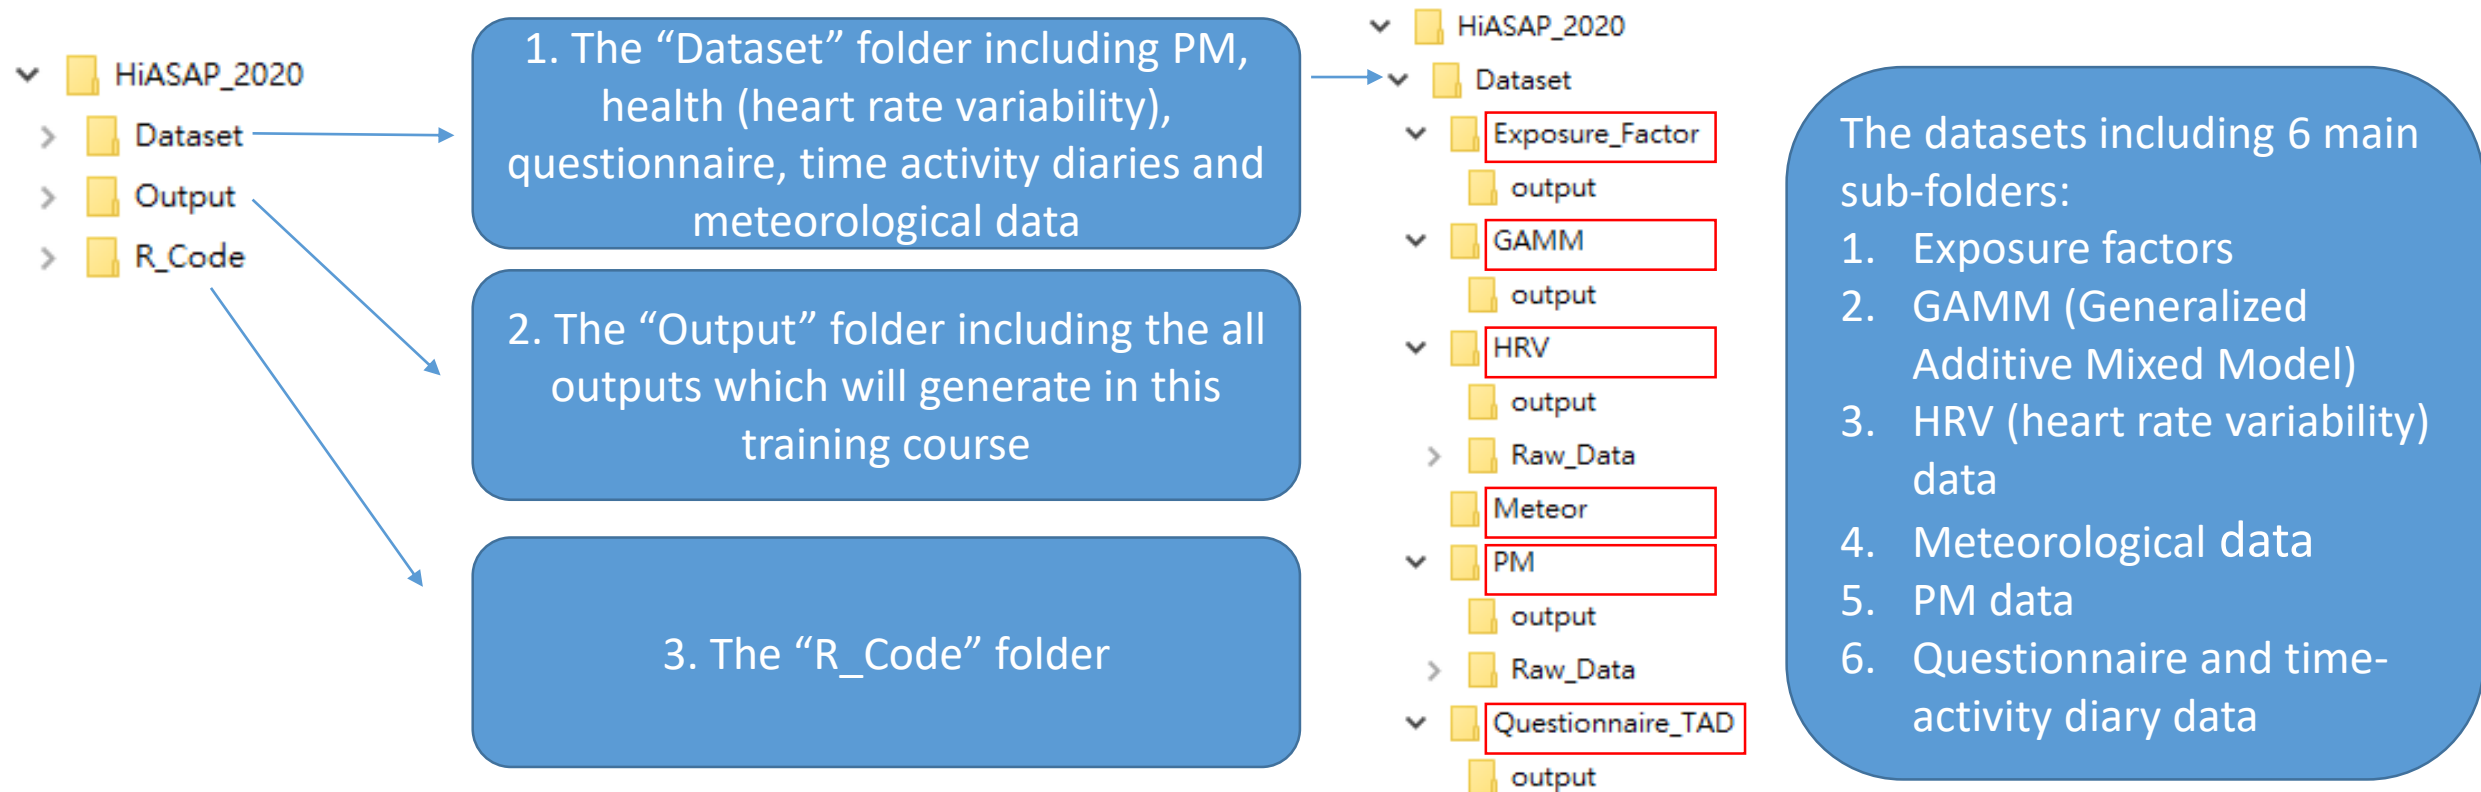 HiASAP_2020
Dataset
Output
R_Code
1. The “Dataset” folder including PM,
health (heart rate variability),
questionnaire, time activity diaries and
meteorological data
2. The “Output” folder including the all
outputs which will generate in this
training course
3. The “R_Code” folder
HiASAP_2020
Dataset
Exposure_Factor
output
GAMM
output
HRV
output
Raw_Data
Meteor
PM
output
Raw_Data
Questionnaire_TAD
output
The datasets including 6 main
sub-folders:
1. Exposure factors
2. GAMM (Generalized
Additive Mixed Model)
3. HRV (heart rate variability)
data
4. Meteorological data
5. PM data
6. Questionnaire and time-
activity diary data